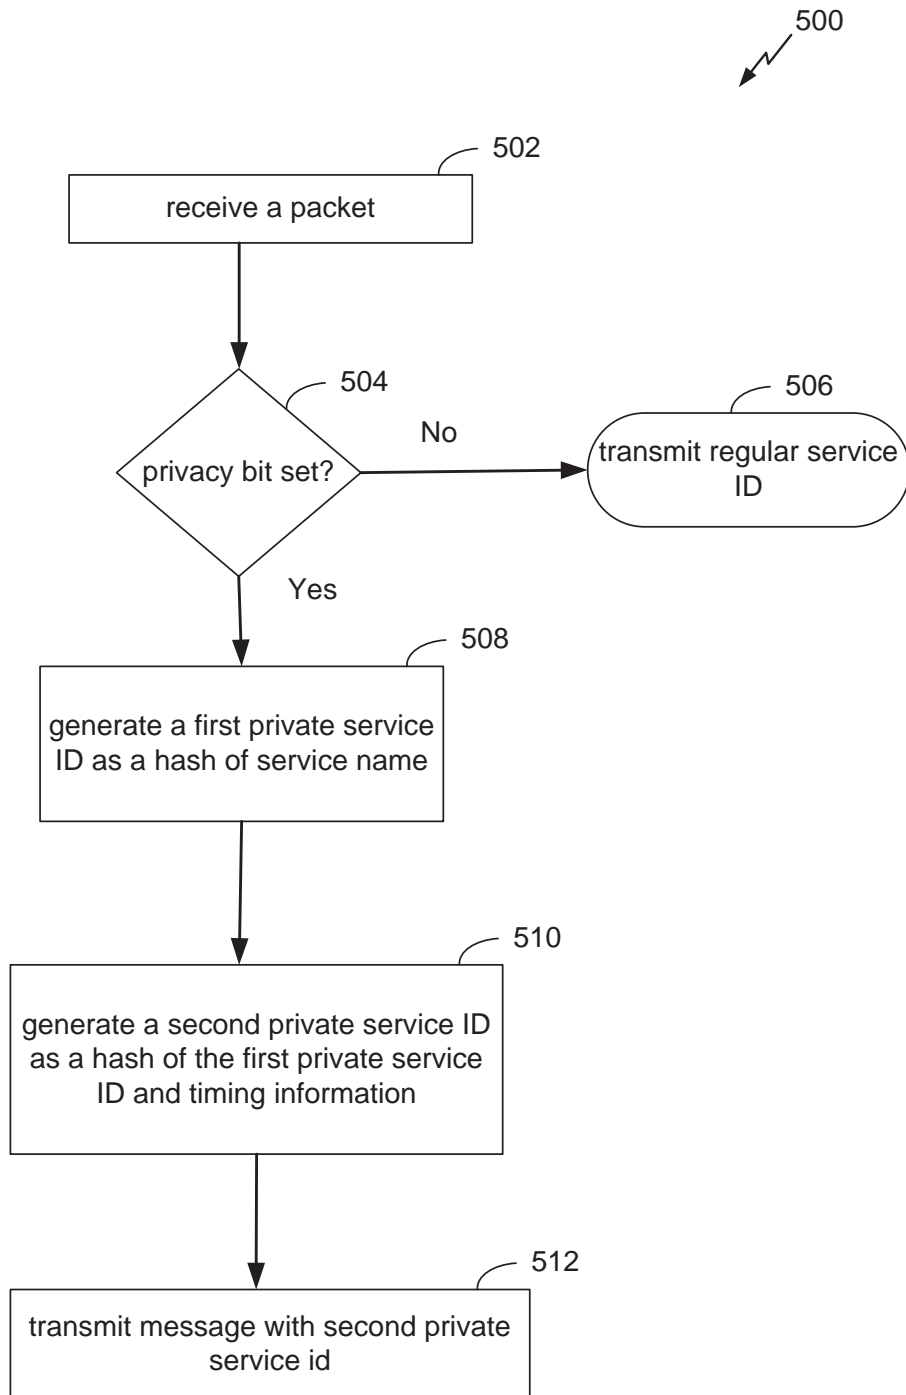 500
502
receive a packet
504
privacy bit set?
No
506
transmit regular service
ID
Yes
508
generate a first private service
ID as a hash of service name
510
generate a second private service ID
as a hash of the first private service
ID and timing information
512
transmit message with second private
service id